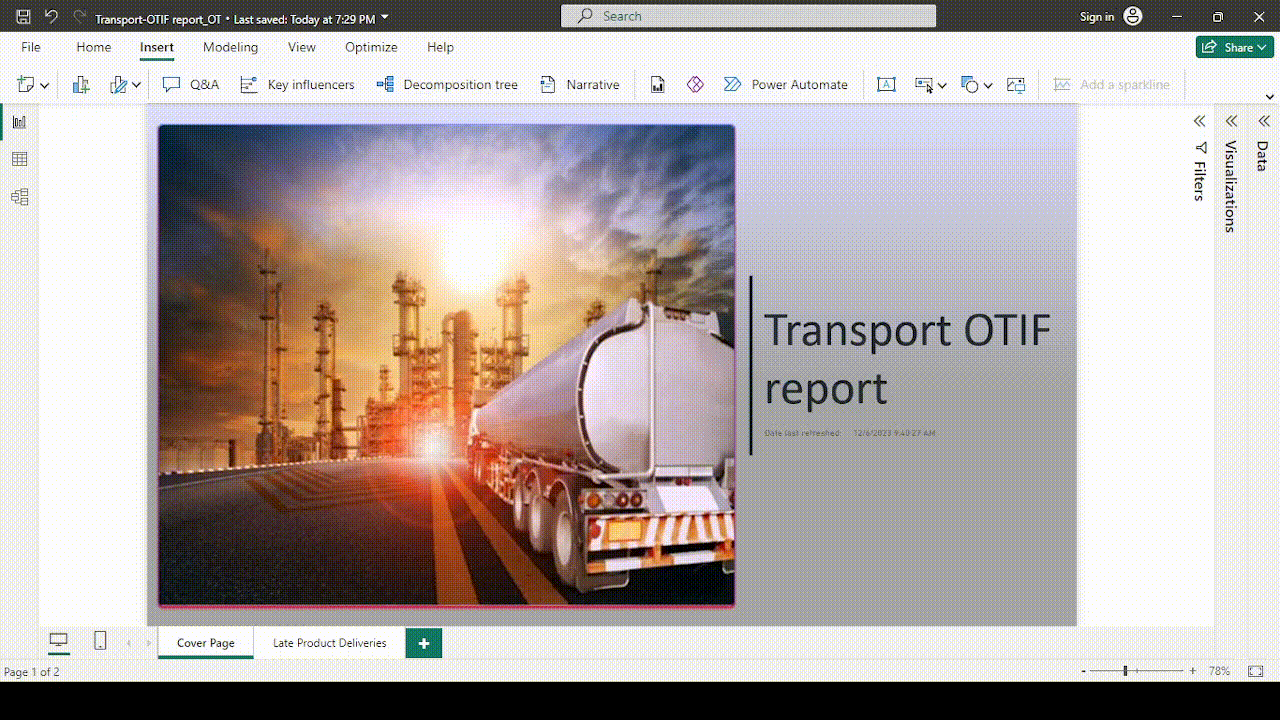 Transport-OTIF report_OT • Last saved: Today at 7:29 PM
Search
Sign in
File Home Insert Modeling View Optimize Help
Share
Q&A Key influencers Decomposition tree Narrative Power Automate Add a sparkline
Filters
Visualizations
Data
Transport OTIF
report
Date last refreshed 12/6/2023 9:40:27 AM
Cover Page Late Product Deliveries +
Page 1 of 2
- + 78%